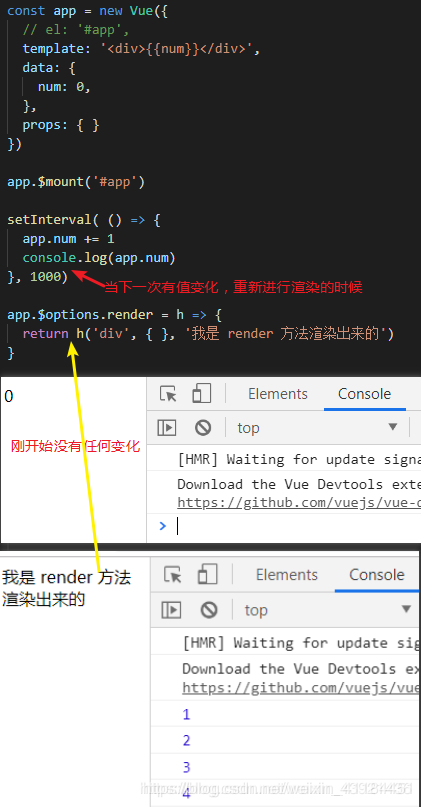 const app = new Vue({
// el: '#app',
template: '<div>{{num}}</div>',
data: {
num: 0,
},
props: { }
})
app.$mount('#app')
setInterval( () => {
app.num += 1
console.log(app.num)
}, 1000)
当下一次有值变化，重新进行渲染的时候
app.$options.render = h => {
return h('div', { }, '我是 render 方法渲染出来的')
}
0
刚开始没有任何变化
Elements Console
top
[HMR] Waiting for update signa
Download the Vue Devtools exte
https://github.com/vuejs/vue-d
>
我是 render 方法
渲染出来的
Elements Console
top
[HMR] Waiting for update sig
Download the Vue Devtools ex
https://github.com/vuejs/vue
1
2
3
4